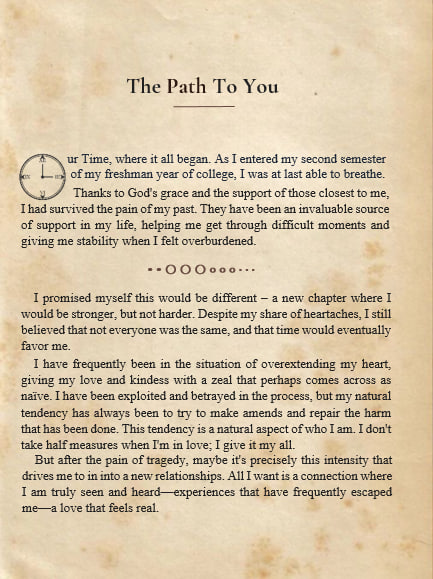 The Path To You
ur Time, where it all began. As I entered my second semester
of my freshman year of college, I was at last able to breathe.
Thanks to God's grace and the support of those closest to me,
I had survived the pain of my past. They have been an invaluable source
of support in my life, helping me get through difficult moments and
giving me stability when I felt overburdened.
I promised myself this would be different – a new chapter where I
would be stronger, but not harder. Despite my share of heartaches, I still
believed that not everyone was the same, and that time would eventually
favor me.
I have frequently been in the situation of overextending my heart,
giving my love and kindess with a zeal that perhaps comes across as
naïve. I have been exploited and betrayed in the process, but my natural
tendency has always been to try to make amends and repair the harm
that has been done. This tendency is a natural aspect of who I am. I don't
take half measures when I'm in love; I give it my all.
But after the pain of tragedy, maybe it's precisely this intensity that
drives me to in into a new relationships. All I want is a connection where
I am truly seen and heard—experiences that have frequently escaped
me—a love that feels real.